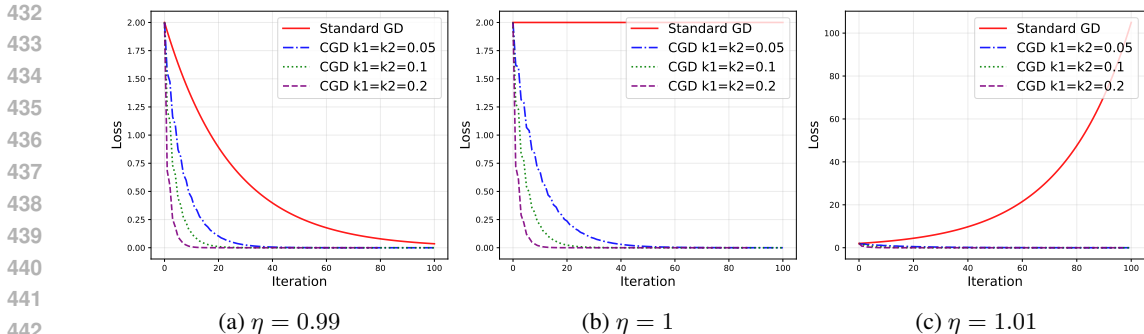 432
433
434
435
436
437
438
439
440
441
442
2.00
1.75
1.50
1.25
1.00
0.75
0.50
0.25
0.00
Loss
0 20 40 60 80 100
Iteration
Standard GD
CGD k1=k2=0.05
CGD k1=k2=0.1
CGD k1=k2=0.2
(a) η = 0.99
2.00
1.75
1.50
1.25
1.00
0.75
0.50
0.25
0.00
Loss
0 20 40 60 80 100
Iteration
Standard GD
CGD k1=k2=0.05
CGD k1=k2=0.1
CGD k1=k2=0.2
(b) η = 1
100
80
60
40
20
0
Loss
0 20 40 60 80 100
Iteration
Standard GD
CGD k1=k2=0.05
CGD k1=k2=0.1
CGD k1=k2=0.2
(c) η = 1.01